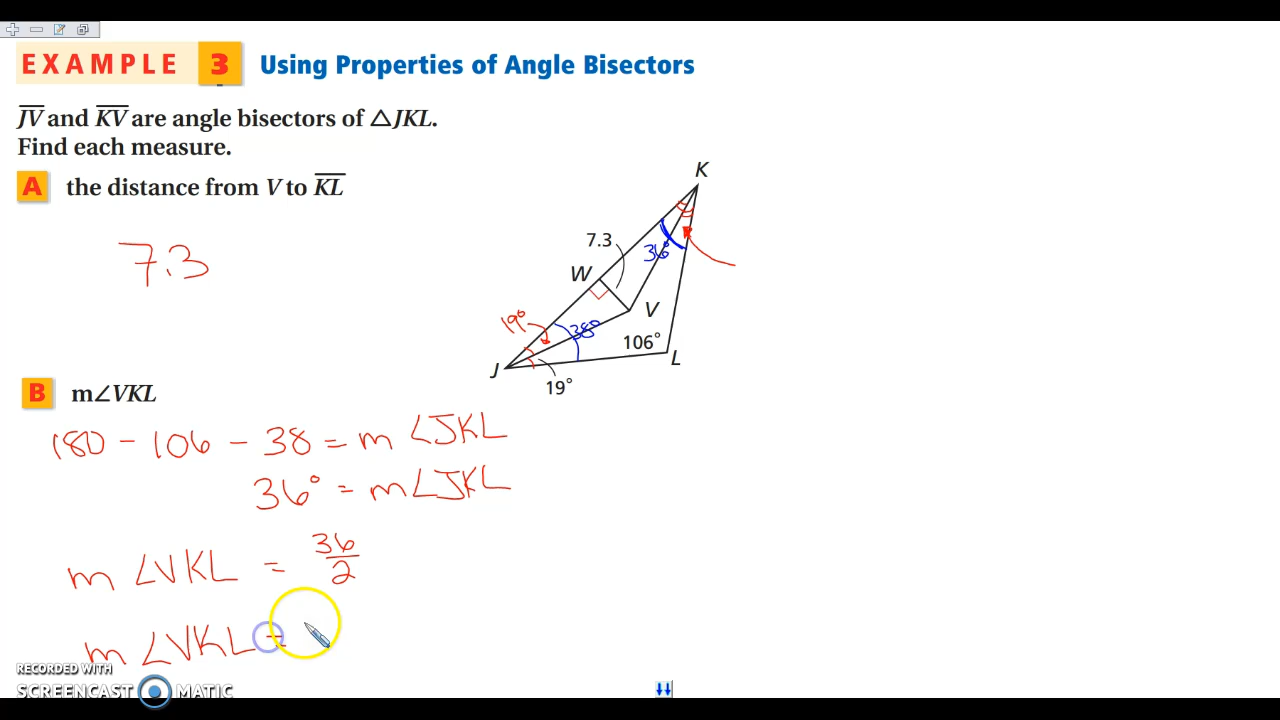 EXAMPLE 3 Using Properties of Angle Bisectors
JV and KV are angle bisectors of △JKL.
Find each measure.
A the distance from V to KL
7.3
K
7.3
36°
W
V
19°
38°
106°
L
J
19°
B m∠VKL
180 - 106 - 38 = m ∠JKL
36° = m ∠JKL
m ∠VKL = 36/2
m ∠VKL =
RECORDED WITH
SCREENCAST MATIC